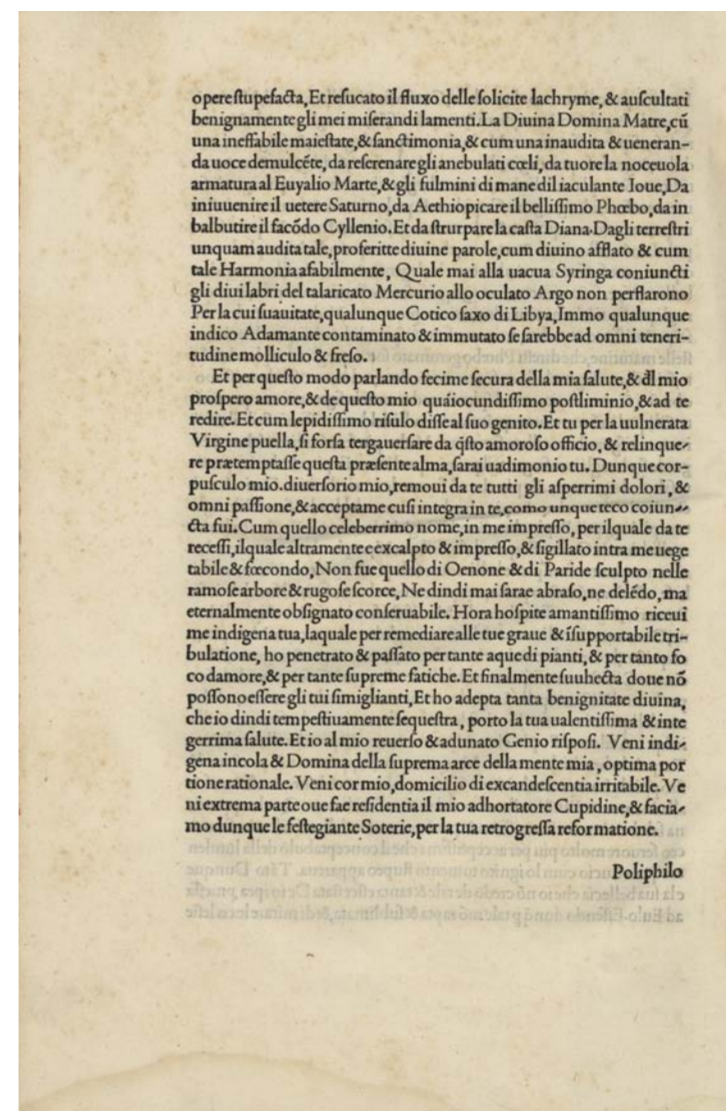 opere stupefacta, Et resucato il fluxo delle solicite lachryme, & auscultati
benignamente gli mei miserandi lamenti. La Diuina Domina Matre, cū
una ineffabile maiestate, & sanctimonia, & cum una inaudita & ueneran-
da uoce demulcēte, da reserenare gli anebulati cœli, da tuore la noceuola
armatura al Euyalio Marte, & gli fulmini di mane dil iaculante Ioue, Da
iniuuenire il uetere Saturno, da Aethiopicare il bellissimo Phœbo, da in
balbutire il facōdo Cyllenio. Et da strurpare la casta Diana. Dagli terrestri
unquam audita tale, proferitte diuine parole, cum diuino afflato & cum
tale Harmonia afabilmente, Quale mai alla uacua Syringa coniuncti
gli diui labri del talaricato Mercurio allo oculato Argo non perflarono
Per la cui suauitate, qualunque Cotico saxo di Libya, Immo qualunque
indico Adamante contaminato & immutato se sarebbe ad omni teneri-
tudine molliculo & freso.
Et per questo modo parlando fecime secura della mia salute, & dl mio
prospero amore, & de questo mio quāiocundissimo postliminio, & ad te
redire. Et cum lepidissimo risulo disse al suo genito. Et tu per la uulnerata
Virgine puella, si forsa tergauersare da q̄sto amoroso officio, & relinque-
re prætemptasse questa præsente alma, sarai uadimonio tu. Dunque cor-
pusculo mio. diuersorio mio, remoui da te tutti gli asperrimi dolori, &
omni passione, & acceptame cusi integra in te, como unque teco coiun-
cta fui. Cum quello celeberrimo nome, in me impresso, per ilquale da te
recessi, ilquale altramente e excalpto & impresso, & sigillato intra me uege
tabile & fœcondo, Non fue quello di Oenone & di Paride sculpto nelle
ramose arbore & rugose scorce, Ne dindi mai sarae abraso, ne delédo, ma
eternalmente obsignato conseruabile. Hora hospite amantissimo riceui
me indigena tua, laquale per remediare alle tue graue & īsupportabile tri-
bulatione, ho penetrato & passato per tante aque di pianti, & per tanto fo
co damore, & per tante supreme fatiche. Et finalmente suuhecta doue nō
possono essere gli tui simiglianti, Et ho adepta tanta benignitate diuina,
che io dindi tempestiuamente sequestra, porto la tua ualentissima & inte
gerrima salute. Et io al mio reuerso & adunato Genio risposi. Veni indi-
gena incola & Domina della suprema arce della mente mia, optima por
tione rationale. Veni cor mio, domicilio di excandescentia irritabile. Ve
ni extrema parte oue fae residentia il mio adhortatore Cupidine, & facia-
mo dunque le festegiante Soterie, per la tua retrogressa reformatione.
Poliphilo